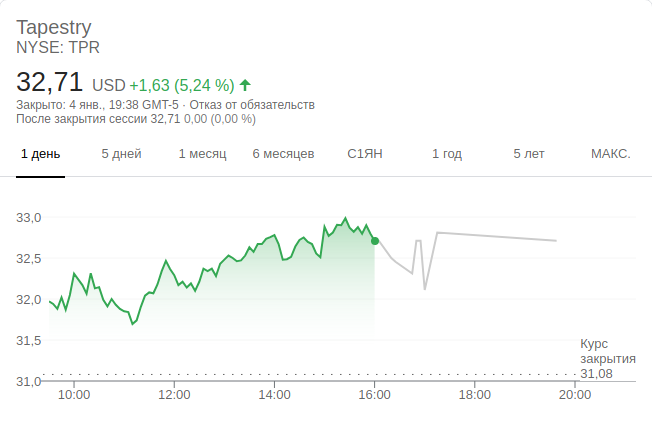 Tapestry
NYSE: TPR
32,71 USD +1,63 (5,24 %)
Закрыто: 4 янв., 19:38 GMT-5 · Отказ от обязательств
После закрытия сессии 32,71 0,00 (0,00 %)
1 день 5 дней 1 месяц 6 месяцев С1ЯН 1 год 5 лет МАКС.
33,0
32,5
32,0
31,5
Курс
закрытия
31,08
31,0
10:00 12:00 14:00 16:00 18:00 20:00